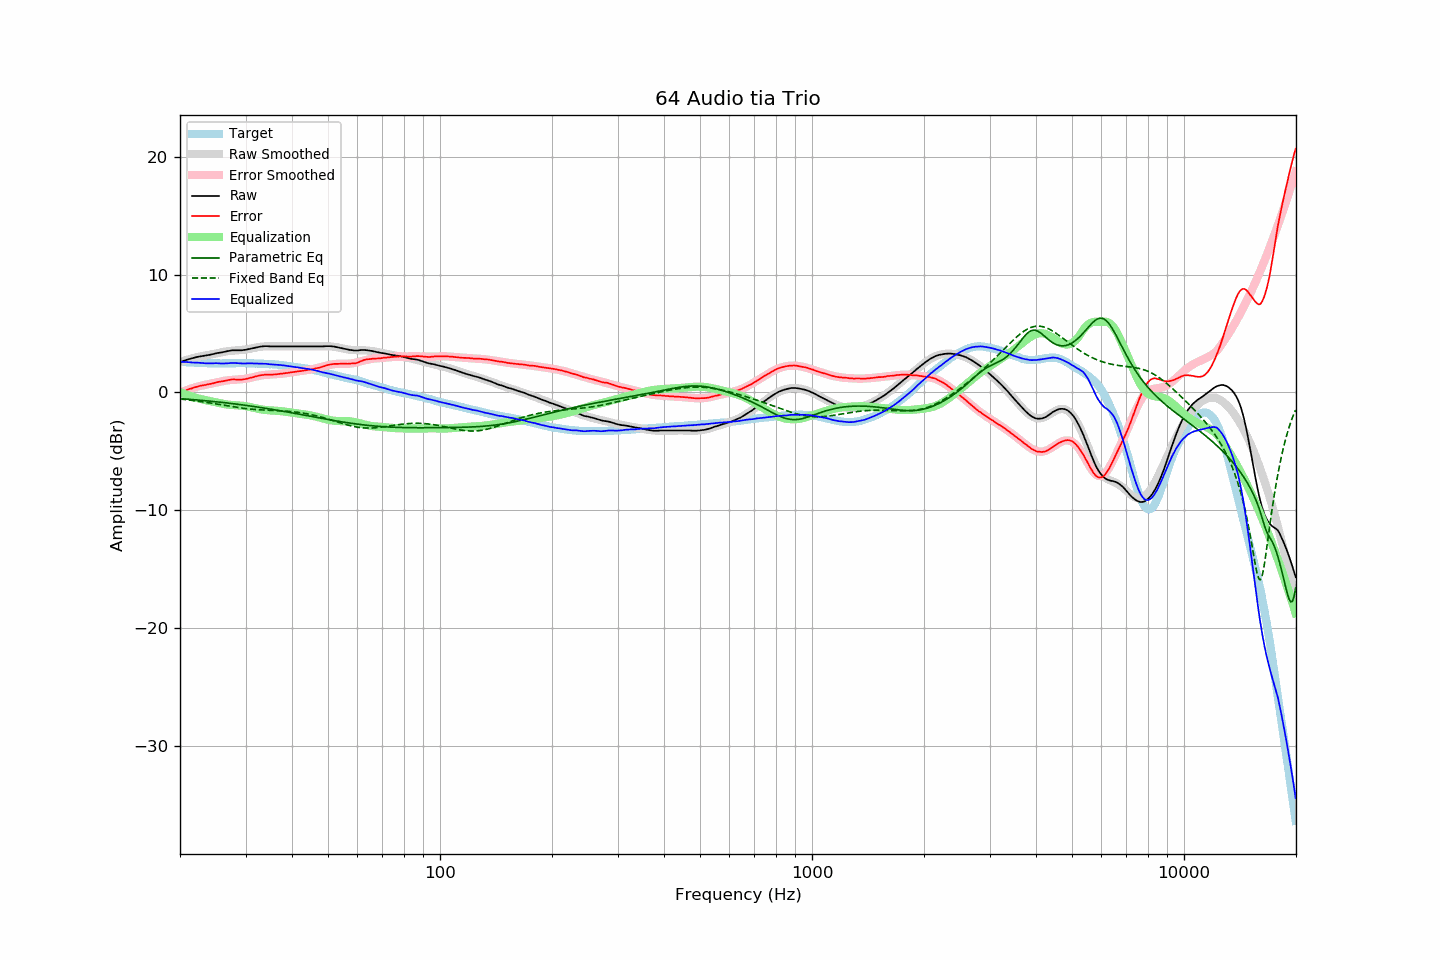 64 Audio tia Trio
Target
Raw Smoothed
Error Smoothed
Raw
Error
Equalization
Parametric Eq
Fixed Band Eq
Equalized
20
10
0
−10
−20
−30
Amplitude (dBr)
100
1000
10000
Frequency (Hz)